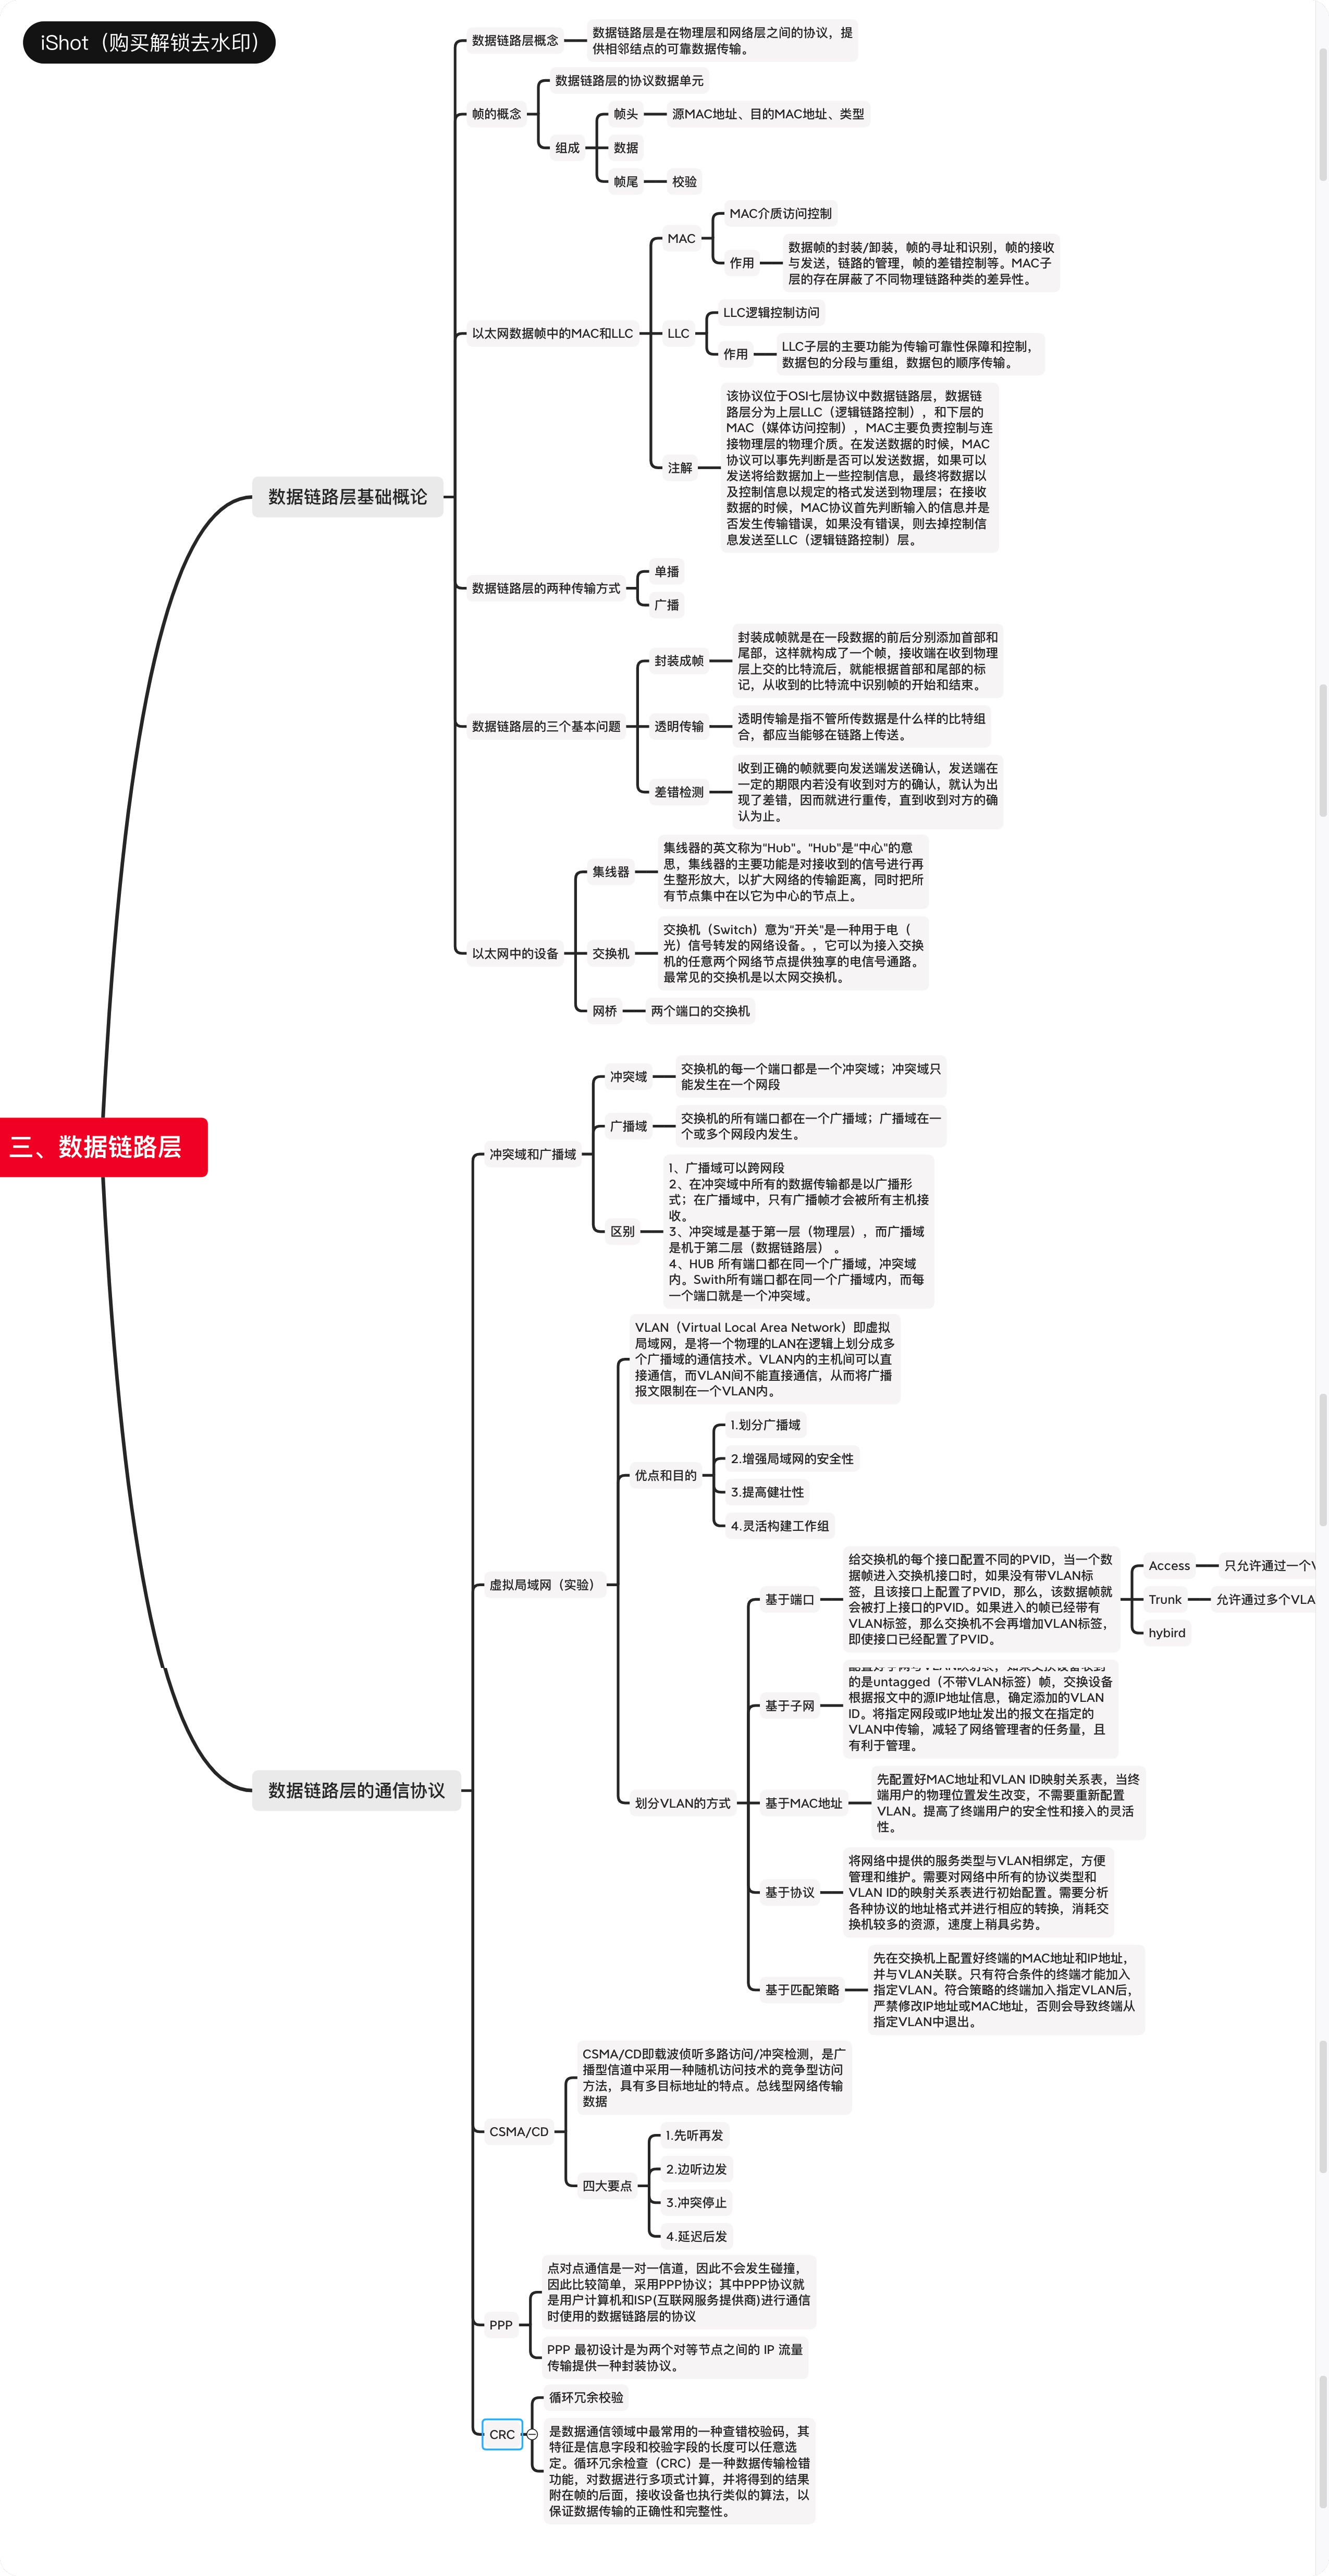 iShot（购买解锁去水印）
三、数据链路层
数据链路层基础概论
数据链路层概念
数据链路层是在物理层和网络层之间的协议，提
供相邻结点的可靠数据传输。
帧的概念
数据链路层的协议数据单元
组成
帧头
源MAC地址、目的MAC地址、类型
数据
帧尾
校验
以太网数据帧中的MAC和LLC
MAC
MAC介质访问控制
作用
数据帧的封装/卸装，帧的寻址和识别，帧的接收
与发送，链路的管理，帧的差错控制等。MAC子
层的存在屏蔽了不同物理链路种类的差异性。
LLC
LLC逻辑控制访问
作用
LLC子层的主要功能为传输可靠性保障和控制，
数据包的分段与重组，数据包的顺序传输。
注解
该协议位于OSI七层协议中数据链路层，数据链
路层分为上层LLC（逻辑链路控制），和下层的
MAC（媒体访问控制），MAC主要负责控制与连
接物理层的物理介质。在发送数据的时候，MAC
协议可以事先判断是否可以发送数据，如果可以
发送将给数据加上一些控制信息，最终将数据以
及控制信息以规定的格式发送到物理层；在接收
数据的时候，MAC协议首先判断输入的信息并是
否发生传输错误，如果没有错误，则去掉控制信
息发送至LLC（逻辑链路控制）层。
数据链路层的两种传输方式
单播
广播
数据链路层的三个基本问题
封装成帧
封装成帧就是在一段数据的前后分别添加首部和
尾部，这样就构成了一个帧，接收端在收到物理
层上交的比特流后，就能根据首部和尾部的标
记，从收到的比特流中识别帧的开始和结束。
透明传输
透明传输是指不管所传数据是什么样的比特组
合，都应当能够在链路上传送。
差错检测
收到正确的帧就要向发送端发送确认，发送端在
一定的期限内若没有收到对方的确认，就认为出
现了差错，因而就进行重传，直到收到对方的确
认为止。
以太网中的设备
集线器
集线器的英文称为“Hub”。“Hub”是“中心”的意
思，集线器的主要功能是对接收到的信号进行再
生整形放大，以扩大网络的传输距离，同时把所
有节点集中在以它为中心的节点上。
交换机
交换机（Switch）意为“开关”是一种用于电（
光）信号转发的网络设备。，它可以为接入交换
机的任意两个网络节点提供独享的电信号通路。
最常见的交换机是以太网交换机。
网桥
两个端口的交换机
数据链路层的通信协议
冲突域和广播域
冲突域
交换机的每一个端口都是一个冲突域；冲突域只
能发生在一个网段
广播域
交换机的所有端口都在一个广播域；广播域在一
个或多个网段内发生。
区别
1、广播域可以跨网段
2、在冲突域中所有的数据传输都是以广播形
式；在广播域中，只有广播帧才会被所有主机接
收。
3、冲突域是基于第一层（物理层），而广播域
是机于第二层（数据链路层） 。
4、HUB 所有端口都在同一个广播域，冲突域
内。Swith所有端口都在同一个广播域内，而每
一个端口就是一个冲突域。
虚拟局域网（实验）
VLAN（Virtual Local Area Network）即虚拟
局域网，是将一个物理的LAN在逻辑上划分成多
个广播域的通信技术。VLAN内的主机间可以直
接通信，而VLAN间不能直接通信，从而将广播
报文限制在一个VLAN内。
优点和目的
1.划分广播域
2.增强局域网的安全性
3.提高健壮性
4.灵活构建工作组
划分VLAN的方式
基于端口
给交换机的每个接口配置不同的PVID，当一个数
据帧进入交换机接口时，如果没有带VLAN标
签，且该接口上配置了PVID，那么，该数据帧就
会被打上接口的PVID。如果进入的帧已经带有
VLAN标签，那么交换机不会再增加VLAN标签，
即使接口已经配置了PVID。
Access
只允许通过一个V
Trunk
允许通过多个VLA
hybird
基于子网
配置好子网与VLAN映射表，如果交换设备收到
的是untagged（不带VLAN标签）帧，交换设备
根据报文中的源IP地址信息，确定添加的VLAN
ID。将指定网段或IP地址发出的报文在指定的
VLAN中传输，减轻了网络管理者的任务量，且
有利于管理。
基于MAC地址
先配置好MAC地址和VLAN ID映射关系表，当终
端用户的物理位置发生改变，不需要重新配置
VLAN。提高了终端用户的安全性和接入的灵活
性。
基于协议
将网络中提供的服务类型与VLAN相绑定，方便
管理和维护。需要对网络中所有的协议类型和
VLAN ID的映射关系表进行初始配置。需要分析
各种协议的地址格式并进行相应的转换，消耗交
换机较多的资源，速度上稍具劣势。
基于匹配策略
先在交换机上配置好终端的MAC地址和IP地址，
并与VLAN关联。只有符合条件的终端才能加入
指定VLAN。符合策略的终端加入指定VLAN后，
严禁修改IP地址或MAC地址，否则会导致终端从
指定VLAN中退出。
CSMA/CD
CSMA/CD即载波侦听多路访问/冲突检测，是广
播型信道中采用一种随机访问技术的竞争型访问
方法，具有多目标地址的特点。总线型网络传输
数据
四大要点
1.先听再发
2.边听边发
3.冲突停止
4.延迟后发
PPP
点对点通信是一对一信道，因此不会发生碰撞，
因此比较简单，采用PPP协议；其中PPP协议就
是用户计算机和ISP(互联网服务提供商)进行通信
时使用的数据链路层的协议
PPP 最初设计是为两个对等节点之间的 IP 流量
传输提供一种封装协议。
CRC
循环冗余校验
是数据通信领域中最常用的一种查错校验码，其
特征是信息字段和校验字段的长度可以任意选
定。循环冗余检查（CRC）是一种数据传输检错
功能，对数据进行多项式计算，并将得到的结果
附在帧的后面，接收设备也执行类似的算法，以
保证数据传输的正确性和完整性。